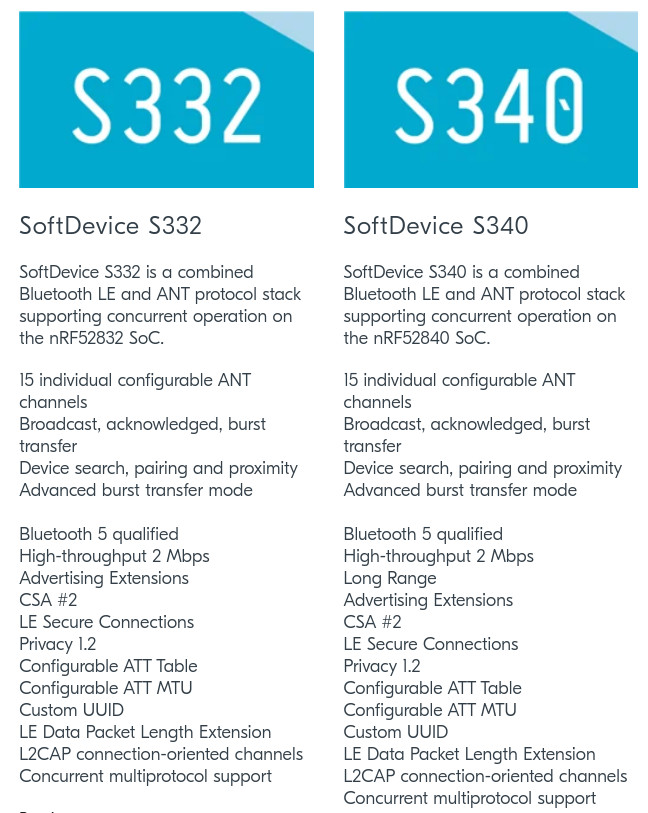 S332
SoftDevice S332
SoftDevice S332 is a combined
Bluetooth LE and ANT protocol stack
supporting concurrent operation on
the nRF52832 SoC.
15 individual configurable ANT
channels
Broadcast, acknowledged, burst
transfer
Device search, pairing and proximity
Advanced burst transfer mode
Bluetooth 5 qualified
High-throughput 2 Mbps
Advertising Extensions
CSA #2
LE Secure Connections
Privacy 1.2
Configurable ATT Table
Configurable ATT MTU
Custom UUID
LE Data Packet Length Extension
L2CAP connection-oriented channels
Concurrent multiprotocol support
S340
SoftDevice S340
SoftDevice S340 is a combined
Bluetooth LE and ANT protocol stack
supporting concurrent operation on
the nRF52840 SoC.
15 individual configurable ANT
channels
Broadcast, acknowledged, burst
transfer
Device search, pairing and proximity
Advanced burst transfer mode
Bluetooth 5 qualified
High-throughput 2 Mbps
Long Range
Advertising Extensions
CSA #2
LE Secure Connections
Privacy 1.2
Configurable ATT Table
Configurable ATT MTU
Custom UUID
LE Data Packet Length Extension
L2CAP connection-oriented channels
Concurrent multiprotocol support